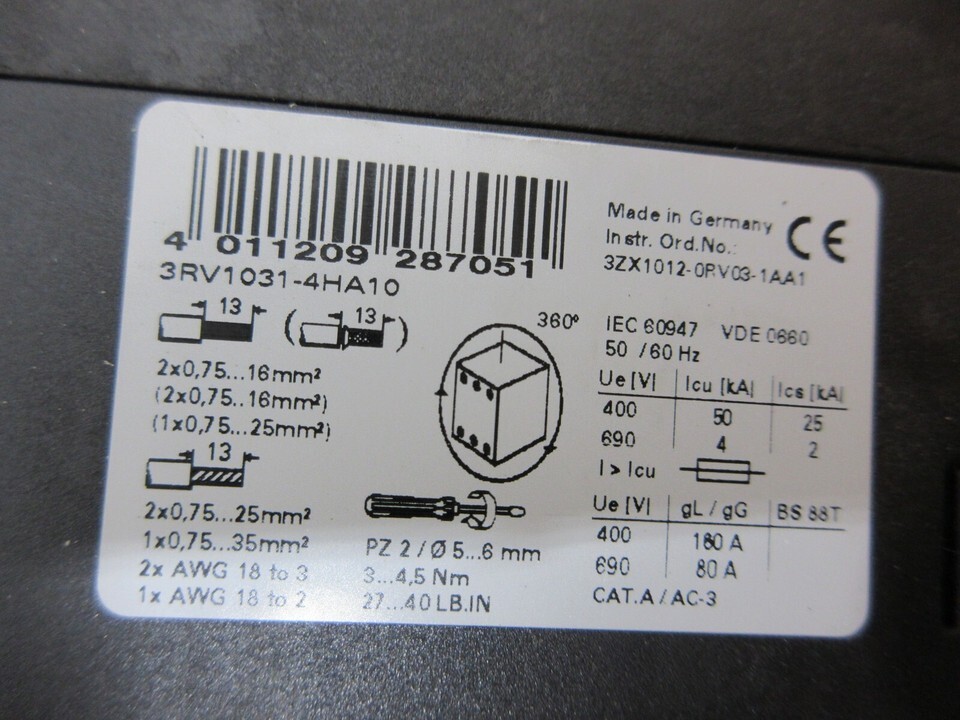 4 011209 287051
3RV1031-4HA10
13
( 13 )
2x0,75...16mm²
(2x0,75...16mm²)
(1x0,75...25mm²)
13
2x0,75...25mm²
1x0,75...35mm²
2x AWG 18 to 3
1x AWG 18 to 2
360°
PZ 2 / Ø 5...6 mm
3...4,5 Nm
27...40 LB.IN
Made in Germany
CE
Instr. Ord.No.:
3ZX1012-0RV03-1AA1
IEC 60947 VDE 0660
50 / 60 Hz
Ue [V] Icu [kA] Ics [kA]
400 50 25
690 4 2
I > Icu
Ue [V] gL / gG BS 88T
400 160 A
690 80 A
CAT.A / AC-3